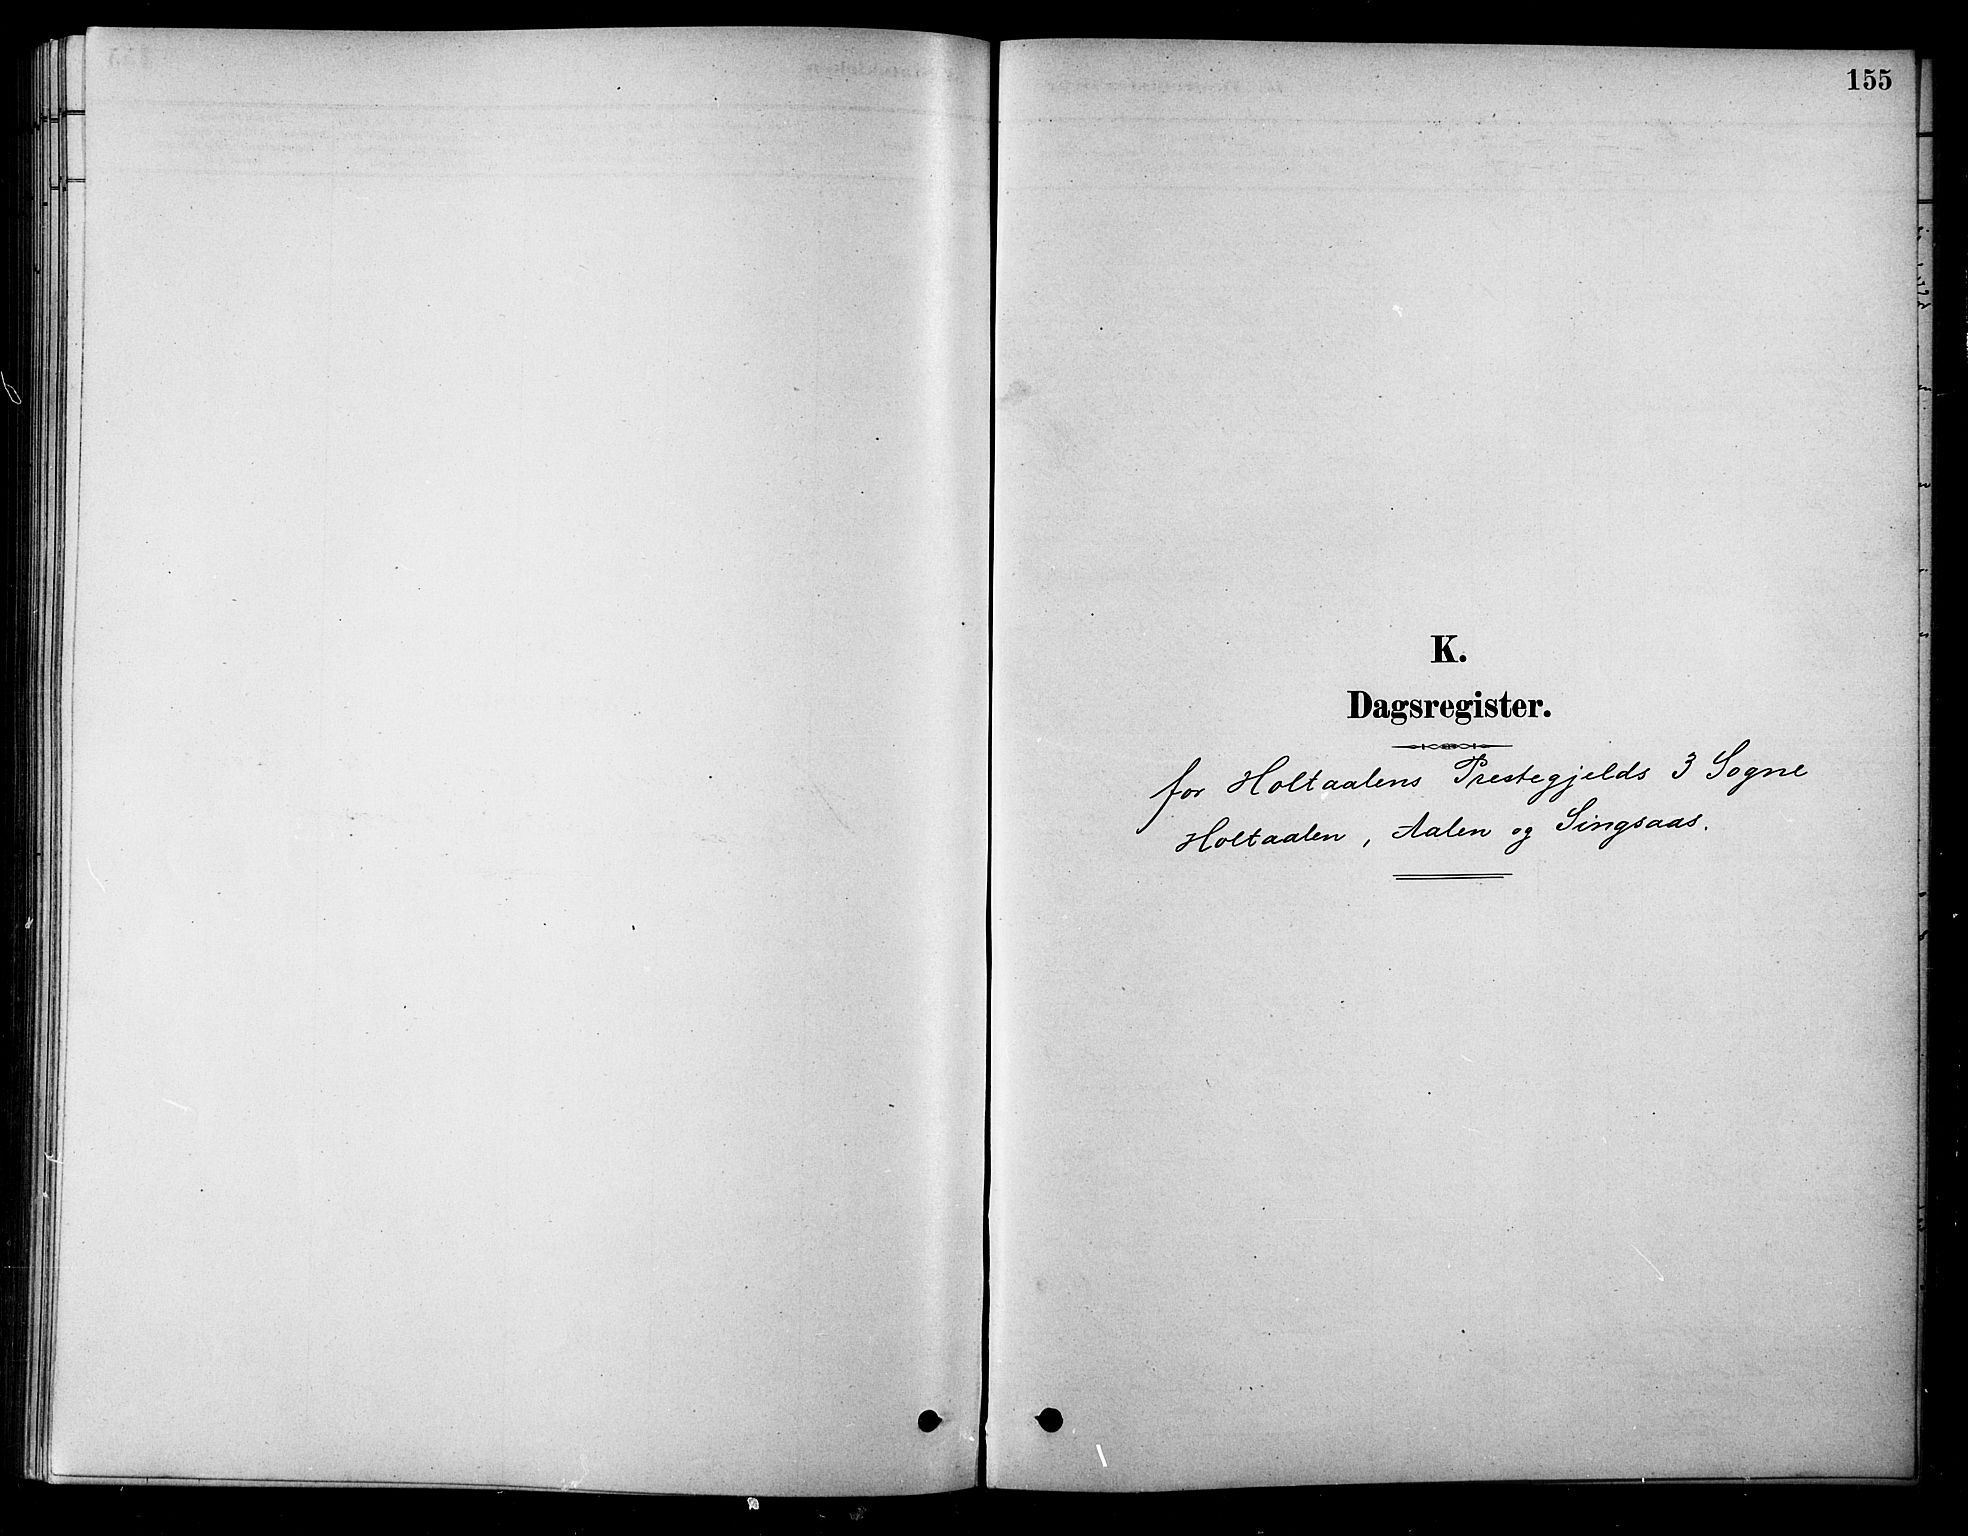 155
K.
Dagsregister.
for Holtaalens Prestegjelds 3 Sogne
Holtaalen, Aalen og Singsaas.